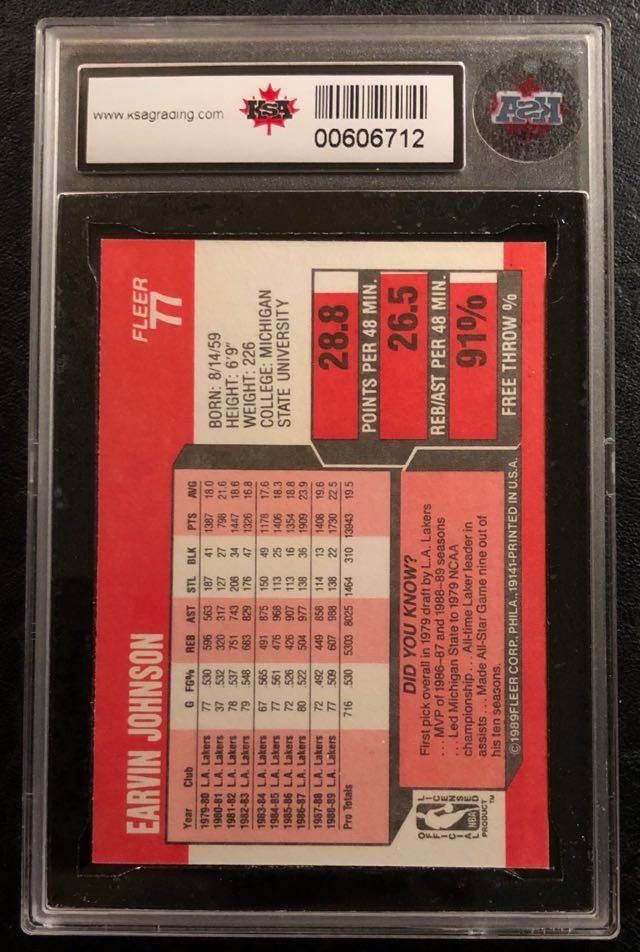 www.ksagrading.com
KSA
00606712
KSA
FLEER
77
EARVIN JOHNSON
BORN: 8/14/59
HEIGHT: 6'9"
WEIGHT: 226
COLLEGE: MICHIGAN
STATE UNIVERSITY
Year Club G FG% REB AST STL BLK PTS AVG
1979-80 L.A. Lakers 77 .530 596 563 187 41 1387 18.0
1980-81 L.A. Lakers 37 .532 320 317 127 27 798 21.6
1981-82 L.A. Lakers 78 .537 751 743 208 34 1447 18.6
1982-83 L.A. Lakers 79 .548 683 829 176 47 1326 16.8
1983-84 L.A. Lakers 67 .565 491 875 150 49 1178 17.6
1984-85 L.A. Lakers 77 .561 476 968 113 25 1406 18.3
1985-86 L.A. Lakers 72 .526 426 907 113 16 1354 18.8
1986-87 L.A. Lakers 80 .522 504 977 138 36 1909 23.9
1987-88 L.A. Lakers 72 .492 449 858 114 13 1408 19.6
1988-89 L.A. Lakers 77 .509 607 988 138 22 1730 22.5
Pro Totals 716 .530 5303 8025 1464 310 13943 19.5
28.8
POINTS PER 48 MIN.
26.5
REB/AST PER 48 MIN.
91%
FREE THROW %
DID YOU KNOW?
First pick overall in 1979 draft by L.A. Lakers
. . . MVP of 1986-87 and 1988-89 seasons
. . . Led Michigan State to 1979 NCAA
championship . . . All-time Laker leader in
assists . . . Made All-Star Game nine out of
his ten seasons.
OFFICIAL LICENSED
NBA
PRODUCT TM
©1989 FLEER CORP., PHILA., 19141-PRINTED IN U.S.A.